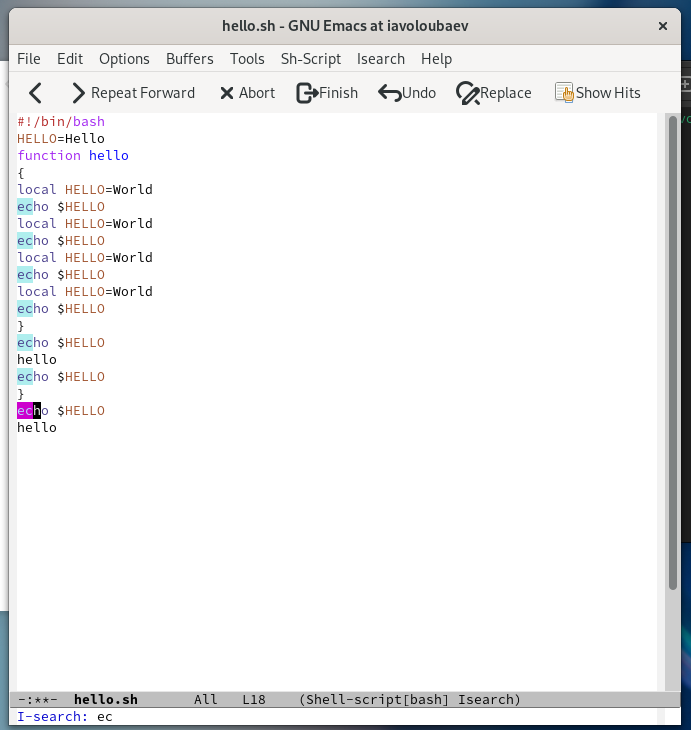 hello.sh - GNU Emacs at iavoloubaev
File Edit Options Buffers Tools Sh-Script Isearch Help
Repeat Forward Abort Finish Undo Replace Show Hits
#!/bin/bash
HELLO=Hello
function hello
{
local HELLO=World
echo $HELLO
local HELLO=World
echo $HELLO
local HELLO=World
echo $HELLO
local HELLO=World
echo $HELLO
}
echo $HELLO
hello
echo $HELLO
}
echo $HELLO
hello
-:**- hello.sh All L18 (Shell-script[bash] Isearch)
I-search: ec